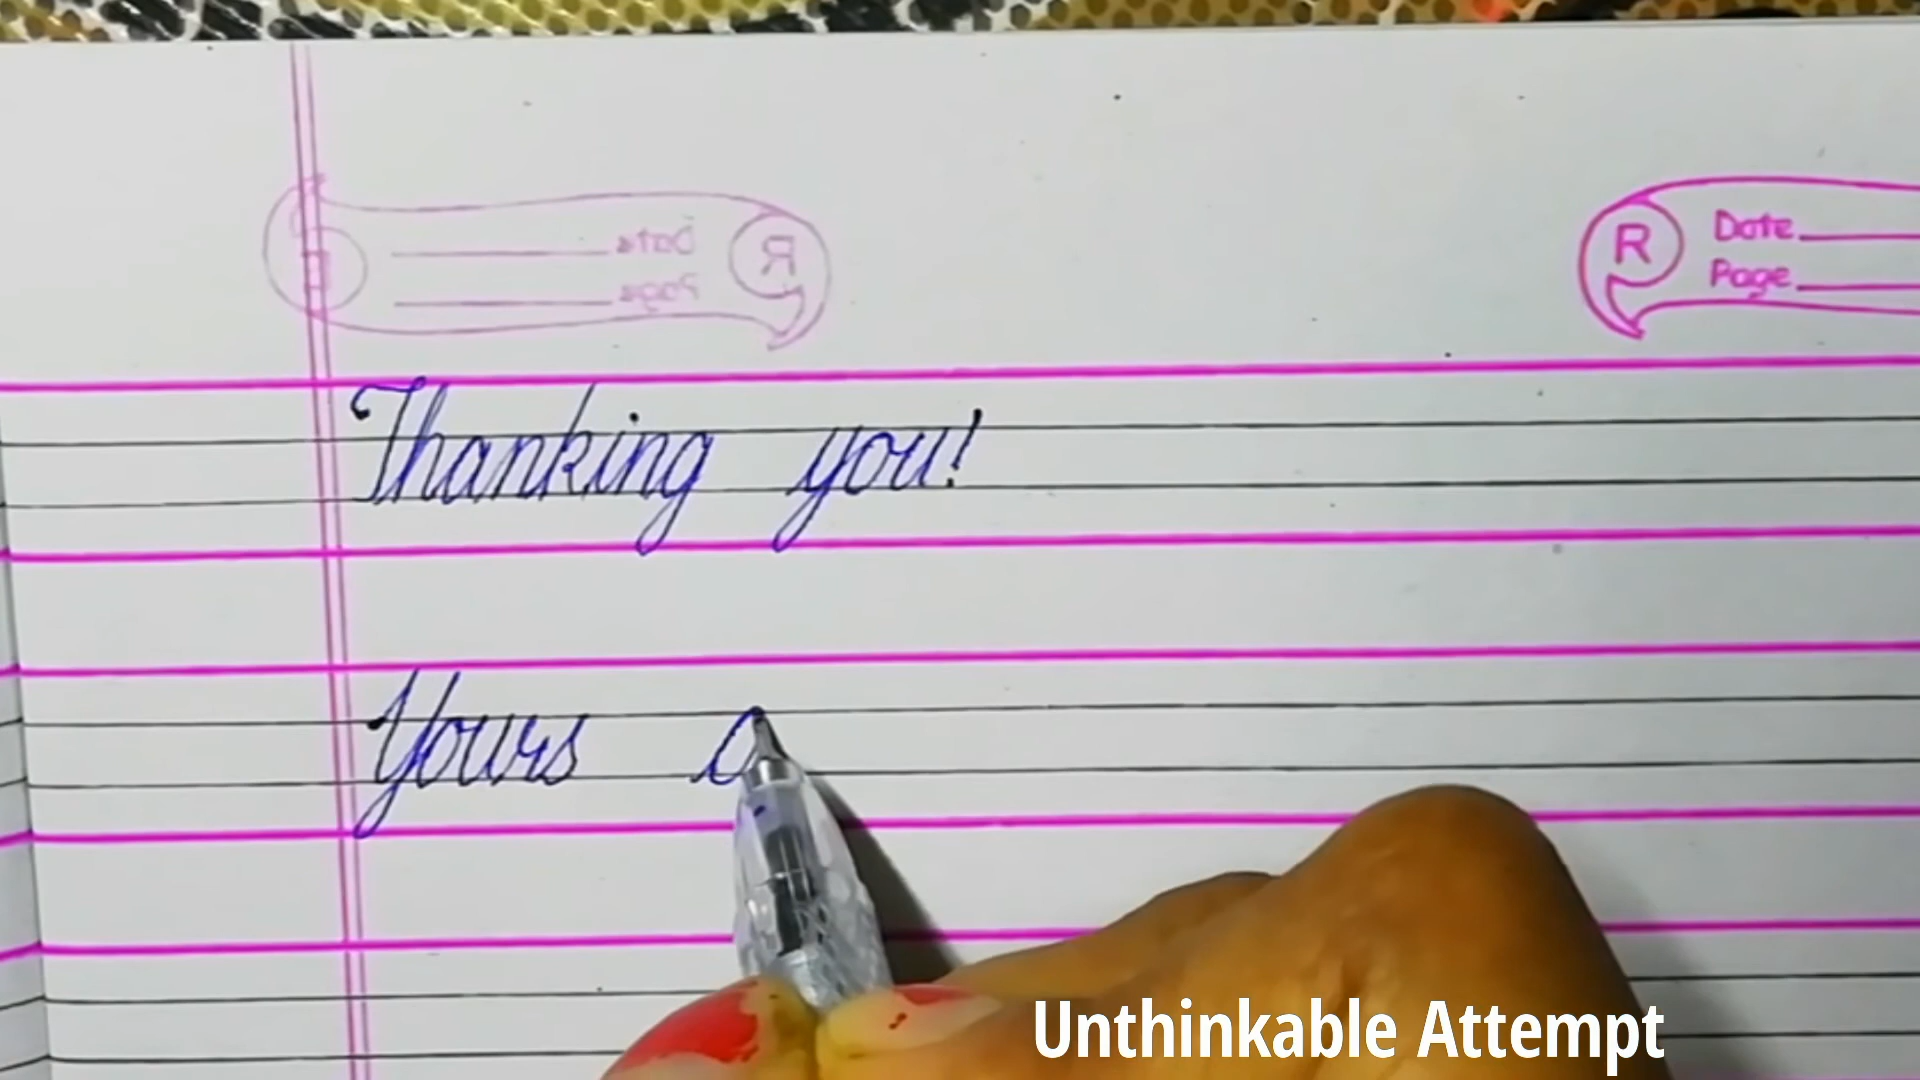 R Date
Page
Thanking you!
Yours
Unthinkable Attempt